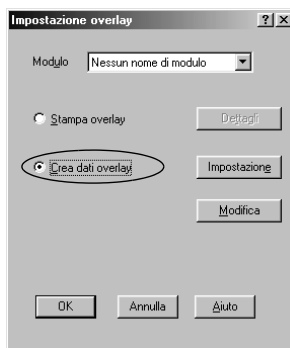 Impostazione overlay
Modulo Nessun nome di modulo
Stampa overlay Dettagli
Crea dati overlay Impostazione
Modifica
OK Annulla Aiuto